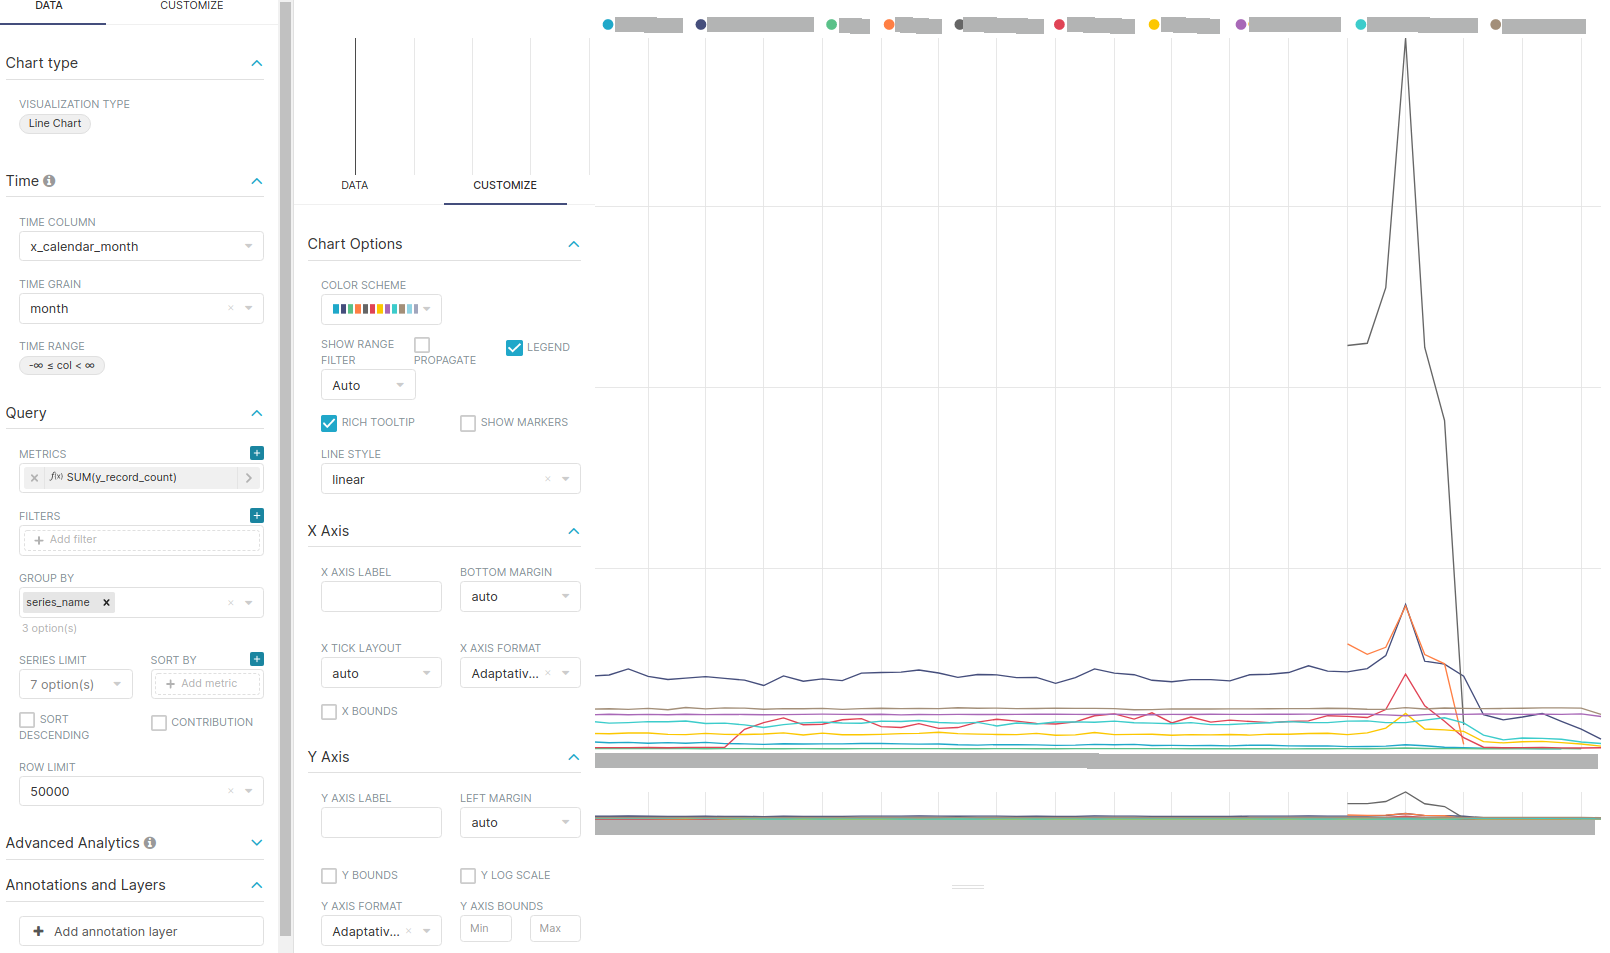 DATA
CUSTOMIZE
Chart type
VISUALIZATION TYPE
Line Chart
Time
TIME COLUMN
x_calendar_month
TIME GRAIN
month
TIME RANGE
-∞ ≤ col < ∞
Query
METRICS
f(x) SUM(y_record_count)
FILTERS
Add filter
GROUP BY
series_name
3 option(s)
SERIES LIMIT
SORT BY
7 option(s)
Add metric
SORT DESCENDING
CONTRIBUTION
ROW LIMIT
50000
Advanced Analytics
Annotations and Layers
Add annotation layer
DATA
CUSTOMIZE
Chart Options
COLOR SCHEME
SHOW RANGE FILTER
PROPAGATE
LEGEND
Auto
RICH TOOLTIP
SHOW MARKERS
LINE STYLE
linear
X Axis
X AXIS LABEL
BOTTOM MARGIN
auto
X TICK LAYOUT
X AXIS FORMAT
auto
Adaptativ...
X BOUNDS
Y Axis
Y AXIS LABEL
LEFT MARGIN
auto
Y BOUNDS
Y LOG SCALE
Y AXIS FORMAT
Y AXIS BOUNDS
Adaptativ...
Min
Max